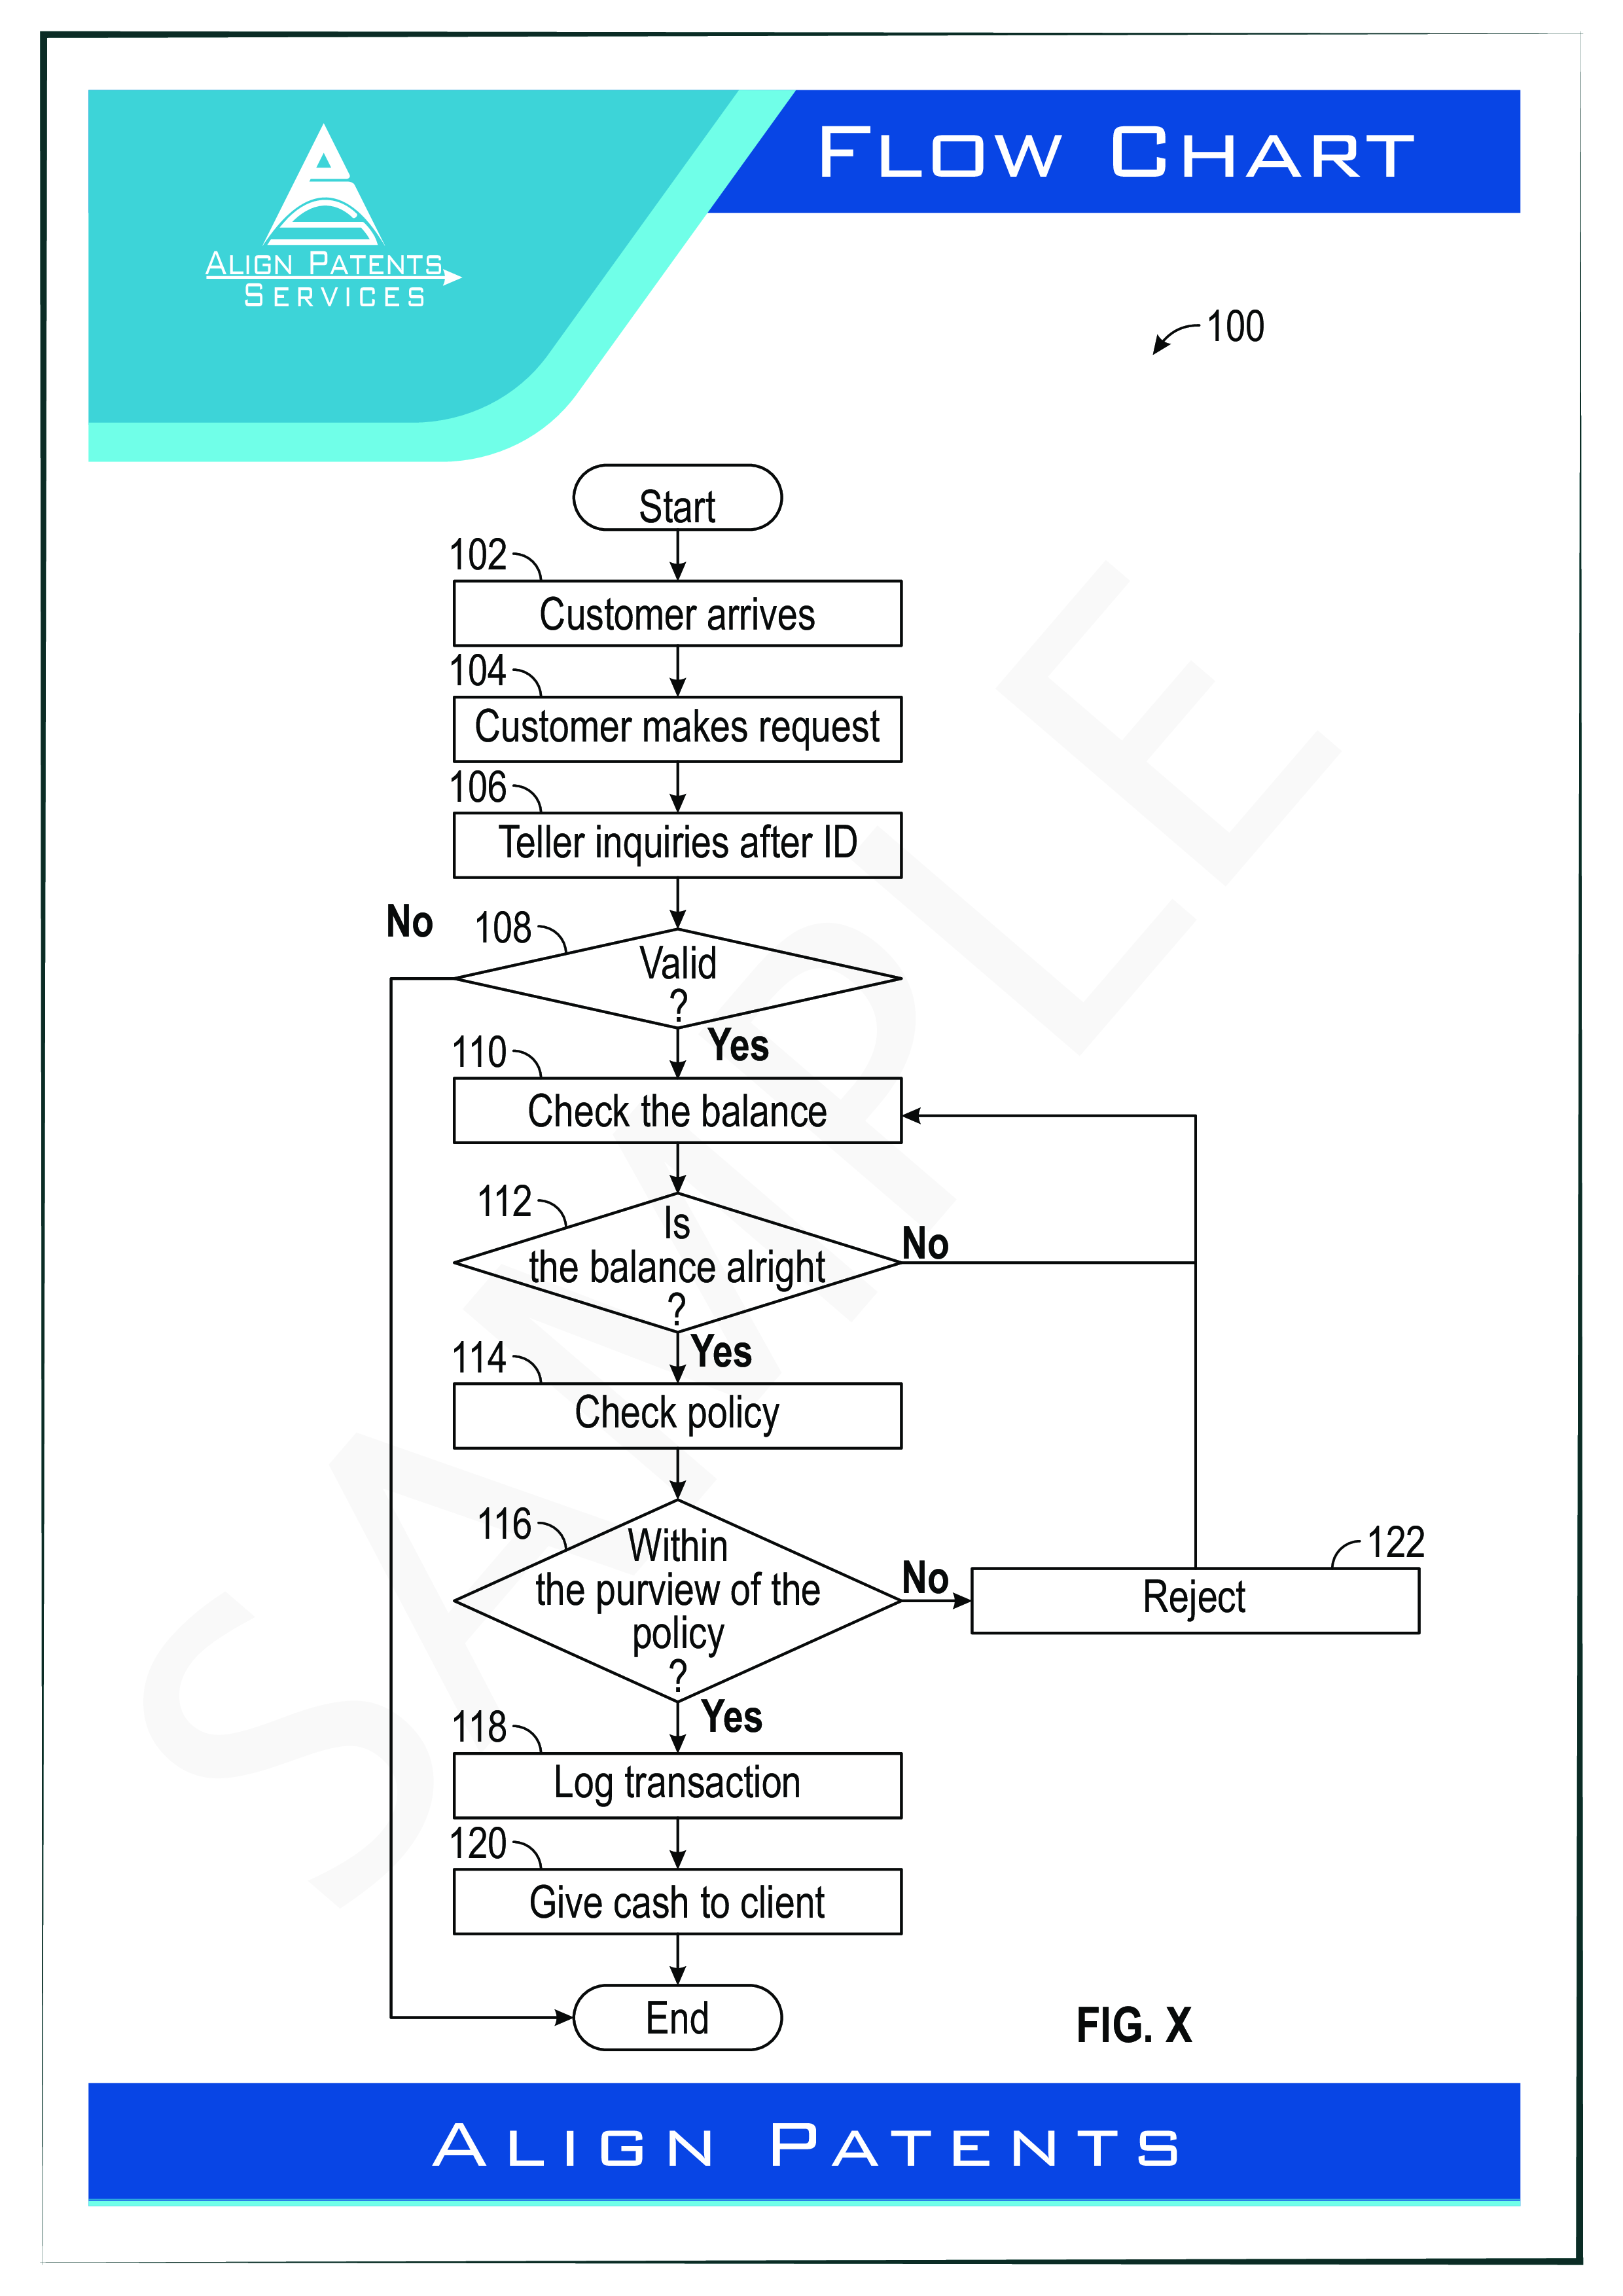 FLOW CHART
ALIGN PATENTS
SERVICES
100
Start
102
Customer arrives
104
Customer makes request
106
Teller inquiries after ID
No
108
Valid
?
Yes
110
Check the balance
112
Is
the balance alright
?
No
Yes
114
Check policy
116
Within
the purview of the
policy
?
No
122
Reject
Yes
118
Log transaction
120
Give cash to client
End
FIG. X
SAMPLE
ALIGN PATENTS